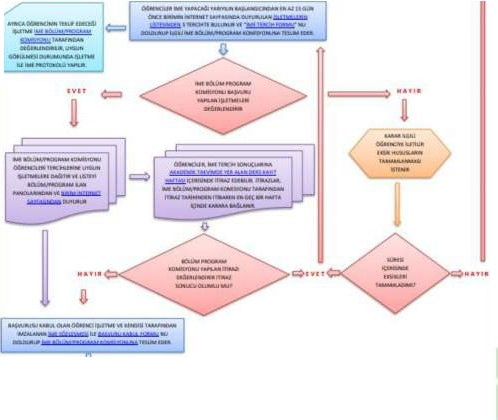 ÖĞRENCİLER İME YAPACAĞI YARIYILIN BAŞLANGICINDAN EN AZ 15 GÜN
ÖNCE BİRİMİN İNTERNET SAYFASINDA DUYURULAN İŞLETMELERİN
LİSTESİNDEN 3 TERCİHTE BULUNUR VE "İME TERCİH FORMU" NU
DOLDURUP İLGİLİ İME BÖLÜM/PROGRAM KOMİSYONUNA TESLİM EDER.
AYRICA ÖĞRENCİNİN TEKLİF EDECEĞİ
İŞLETME İME BÖLÜM/PROGRAM
KOMİSYONU TARAFINDAN
DEĞERLENDİRİLİR, UYGUN
GÖRÜLMESİ DURUMUNDA İŞLETME
İLE İME PROTOKOLÜ YAPILIR.
EVET
İME BÖLÜM PROGRAM
KOMİSYONU BAŞVURU
YAPILAN İŞLETMELERİ
DEĞERLENDİRİR
HAYIR
İME BÖLÜM/PROGRAM KOMİSYONU
ÖĞRENCİLERİ TERCİHLERİNE UYGUN
İŞLETMELERE DAĞITIR VE LİSTEYİ
BÖLÜM/PROGRAM İLAN
PANOLARINDAN VE BİRİM İNTERNET
SAYFASINDAN DUYURUR
ÖĞRENCİLER, İME TERCİH SONUÇLARINA
AKADEMİK TAKVİMDE YER ALAN DERS KAYIT
HAFTASI İÇERİSİNDE İTİRAZ EDEBİLİR. İTİRAZLAR,
İME BÖLÜM/PROGRAM KOMİSYONU TARAFINDAN
İTİRAZ TARİHİNDEN İTİBAREN EN GEÇ BİR HAFTA
İÇİNDE KARARA BAĞLANIR.
KARAR İLGİLİ
ÖĞRENCİYE İLETİLİR
EKSİK HUSUSLARIN
TAMAMLANMASI
İSTENİR
HAYIR
BÖLÜM PROGRAM
KOMİSYONU YAPILAN İTİRAZI
DEĞERLENDİRİR İTİRAZ
SONUCU OLUMLU MU?
EVET
SÜRESİ
İÇERİSİNDE
EKSİKLERİ
TAMAMLADIMI?
HAYIR
BAŞVURUSU KABUL OLAN ÖĞRENCİ İŞLETME VE KENDİSİ TARAFINDAN
İMZALANAN İME SÖZLEŞMESİ İLE BAŞVURU KABUL FORMU NU
DOLDURUP İME BÖLÜM/PROGRAM KOMİSYONUNA TESLİM EDER.